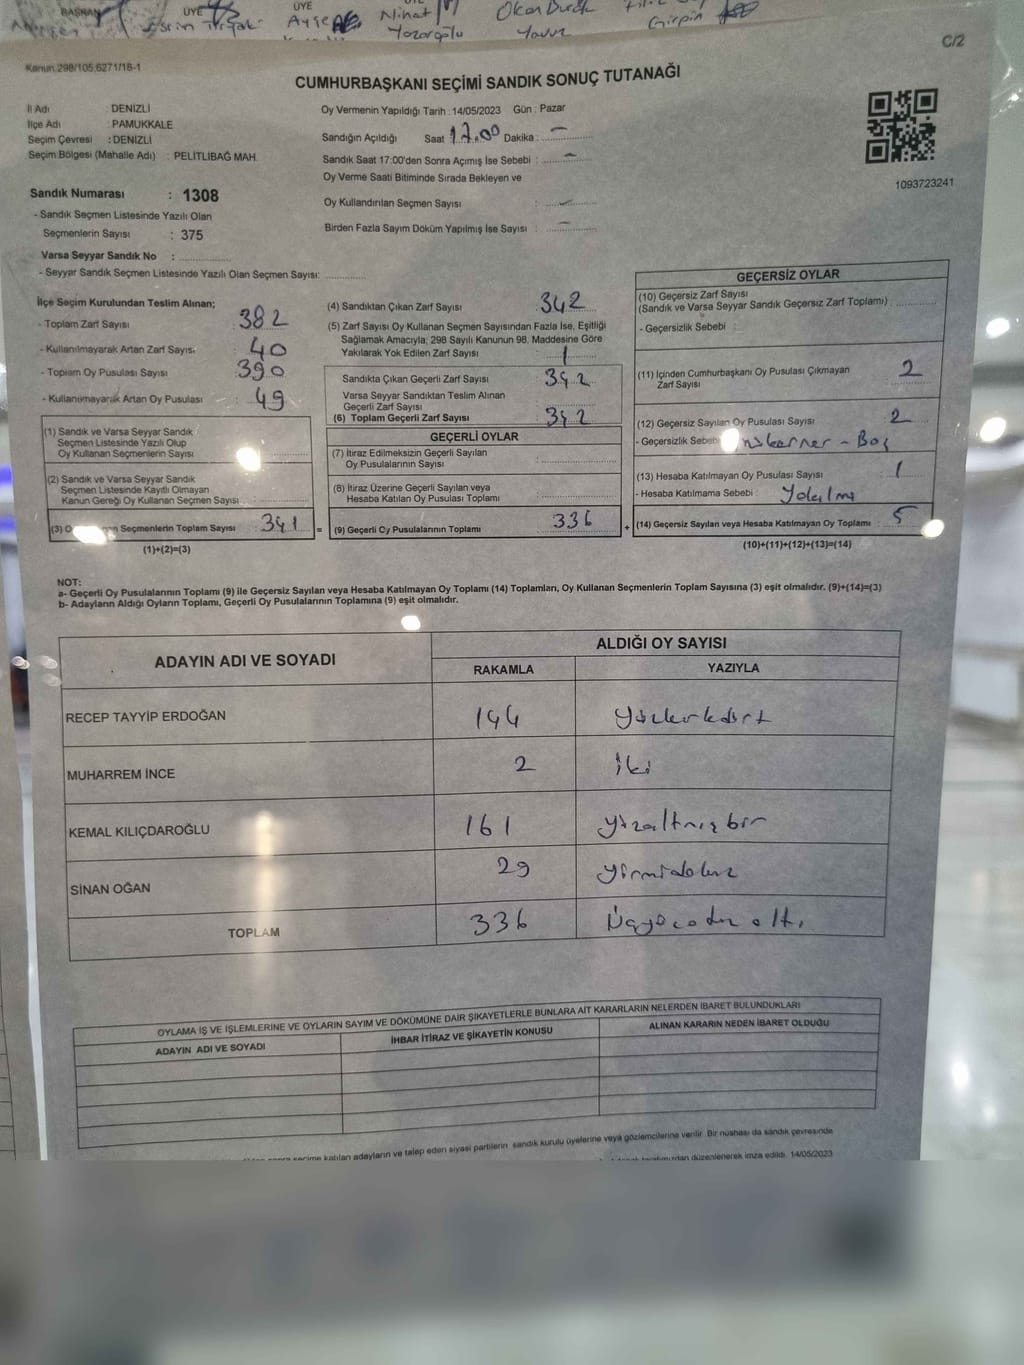 BAŞKAN ÜYE ÜYE
Ayşe Nihat Okan Burak
Yozaroğlu Yavuz Girpin
C/2
Kanun.298/105,6271/18-1
CUMHURBAŞKANI SEÇİMİ SANDIK SONUÇ TUTANAĞI
İl Adı : DENİZLİ
İlçe Adı : PAMUKKALE
Seçim Çevresi : DENİZLİ
Seçim Bölgesi (Mahalle Adı) : PELİTLİBAĞ MAH.
Oy Vermenin Yapıldığı Tarih : 14/05/2023 Gün : Pazar
Sandığın Açıldığı Saat 17.00 Dakika : –
Sandık Saat 17:00'den Sonra Açımış İse Sebebi : –
Oy Verme Saati Bitiminde Sırada Bekleyen ve
Oy Kullandırılan Seçmen Sayısı : –
Birden Fazla Sayım Döküm Yapılmış İse Sayısı : –
1093723241
Sandık Numarası : 1308
- Sandık Seçmen Listesinde Yazılı Olan
Seçmenlerin Sayısı : 375
Varsa Seyyar Sandık No :
- Seyyar Sandık Seçmen Listesinde Yazılı Olan Seçmen Sayısı:
İlçe Seçim Kurulundan Teslim Alınan;
- Toplam Zarf Sayısı 382
- Kullanılmayarak Artan Zarf Sayısı 40
- Toplam Oy Pusulası Sayısı 390
- Kullanılmayarak Artan Oy Pusulası 49
(1) Sandık ve Varsa Seyyar Sandık
Seçmen Listesinde Yazılı Olup
Oy Kullanan Seçmenlerin Sayısı
(2) Sandık ve Varsa Seyyar Sandık
Seçmen Listesinde Kayıtlı Olmayan
Kanun Gereği Oy Kullanan Seçmen Sayısı
(3) Seçmenlerin Toplam Sayısı 341 =
(1)+(2)=(3)
(4) Sandıktan Çıkan Zarf Sayısı 342
(5) Zarf Sayısı Oy Kullanan Seçmen Sayısından Fazla İse, Eşitliği
Sağlamak Amacıyla; 298 Sayılı Kanunun 98. Maddesine Göre
Yakılarak Yok Edilen Zarf Sayısı 1
Sandıkta Çıkan Geçerli Zarf Sayısı 342
Varsa Seyyar Sandıktan Teslim Alınan
Geçerli Zarf Sayısı
(6) Toplam Geçerli Zarf Sayısı 342
GEÇERLİ OYLAR
(7) İtiraz Edilmeksizin Geçerli Sayılan
Oy Pusulalarının Sayısı
(8) İtiraz Üzerine Geçerli Sayılan veya
Hesaba Katılan Oy Pusulası Toplamı
(9) Geçerli Oy Pusulalarının Toplamı 336 +
GEÇERSİZ OYLAR
(10) Geçersiz Zarf Sayısı
(Sandık ve Varsa Seyyar Sandık Geçersiz Zarf Toplamı)
- Geçersizlik Sebebi :
(11) İçinden Cumhurbaşkanı Oy Pusulası Çıkmayan
Zarf Sayısı 2
(12) Geçersiz Sayılan Oy Pusulası Sayısı : 2
- Geçersizlik Sebebi - Boş
(13) Hesaba Katılmayan Oy Pusulası Sayısı : 1
- Hesaba Katılmama Sebebi :
(14) Geçersiz Sayılan veya Hesaba Katılmayan Oy Toplamı : 5
(10)+(11)+(12)+(13)=(14)
NOT:
a- Geçerli Oy Pusulalarının Toplamı (9) ile Geçersiz Sayılan veya Hesaba Katılmayan Oy Toplamı (14) Toplamları, Oy Kullanan Seçmenlerin Toplam Sayısına (3) eşit olmalıdır. (9)+(14)=(3)
b- Adayların Aldığı Oyların Toplamı, Geçerli Oy Pusulalarının Toplamına (9) eşit olmalıdır.
ADAYIN ADI VE SOYADI ALDIĞI OY SAYISI
RAKAMLA YAZIYLA
RECEP TAYYİP ERDOĞAN 144 yüzkırkdört
MUHARREM İNCE 2 iki
KEMAL KILIÇDAROĞLU 161 yüzaltmışbir
SİNAN OĞAN 29 yirmidokuz
TOPLAM 336 Üçyüzotuz altı
OYLAMA İŞ VE İŞLEMLERİNE VE OYLARIN SAYIM VE DÖKÜMÜNE DAİR ŞİKAYETLERLE BUNLARA AİT KARARLARIN NELERDEN İBARET BULUNDUKLARI
ADAYIN ADI VE SOYADI İHBAR İTİRAZ VE ŞİKAYETİN KONUSU ALINAN KARARIN NEDEN İBARET OLDUĞU
seçime katılan adayların ve talep eden siyasi partilerin sandık kurulu üyelerine veya gözlemcilerine verilir. Bir nüshası da sandık çevresinde
düzenlenerek imza edildi. 14/05/2023